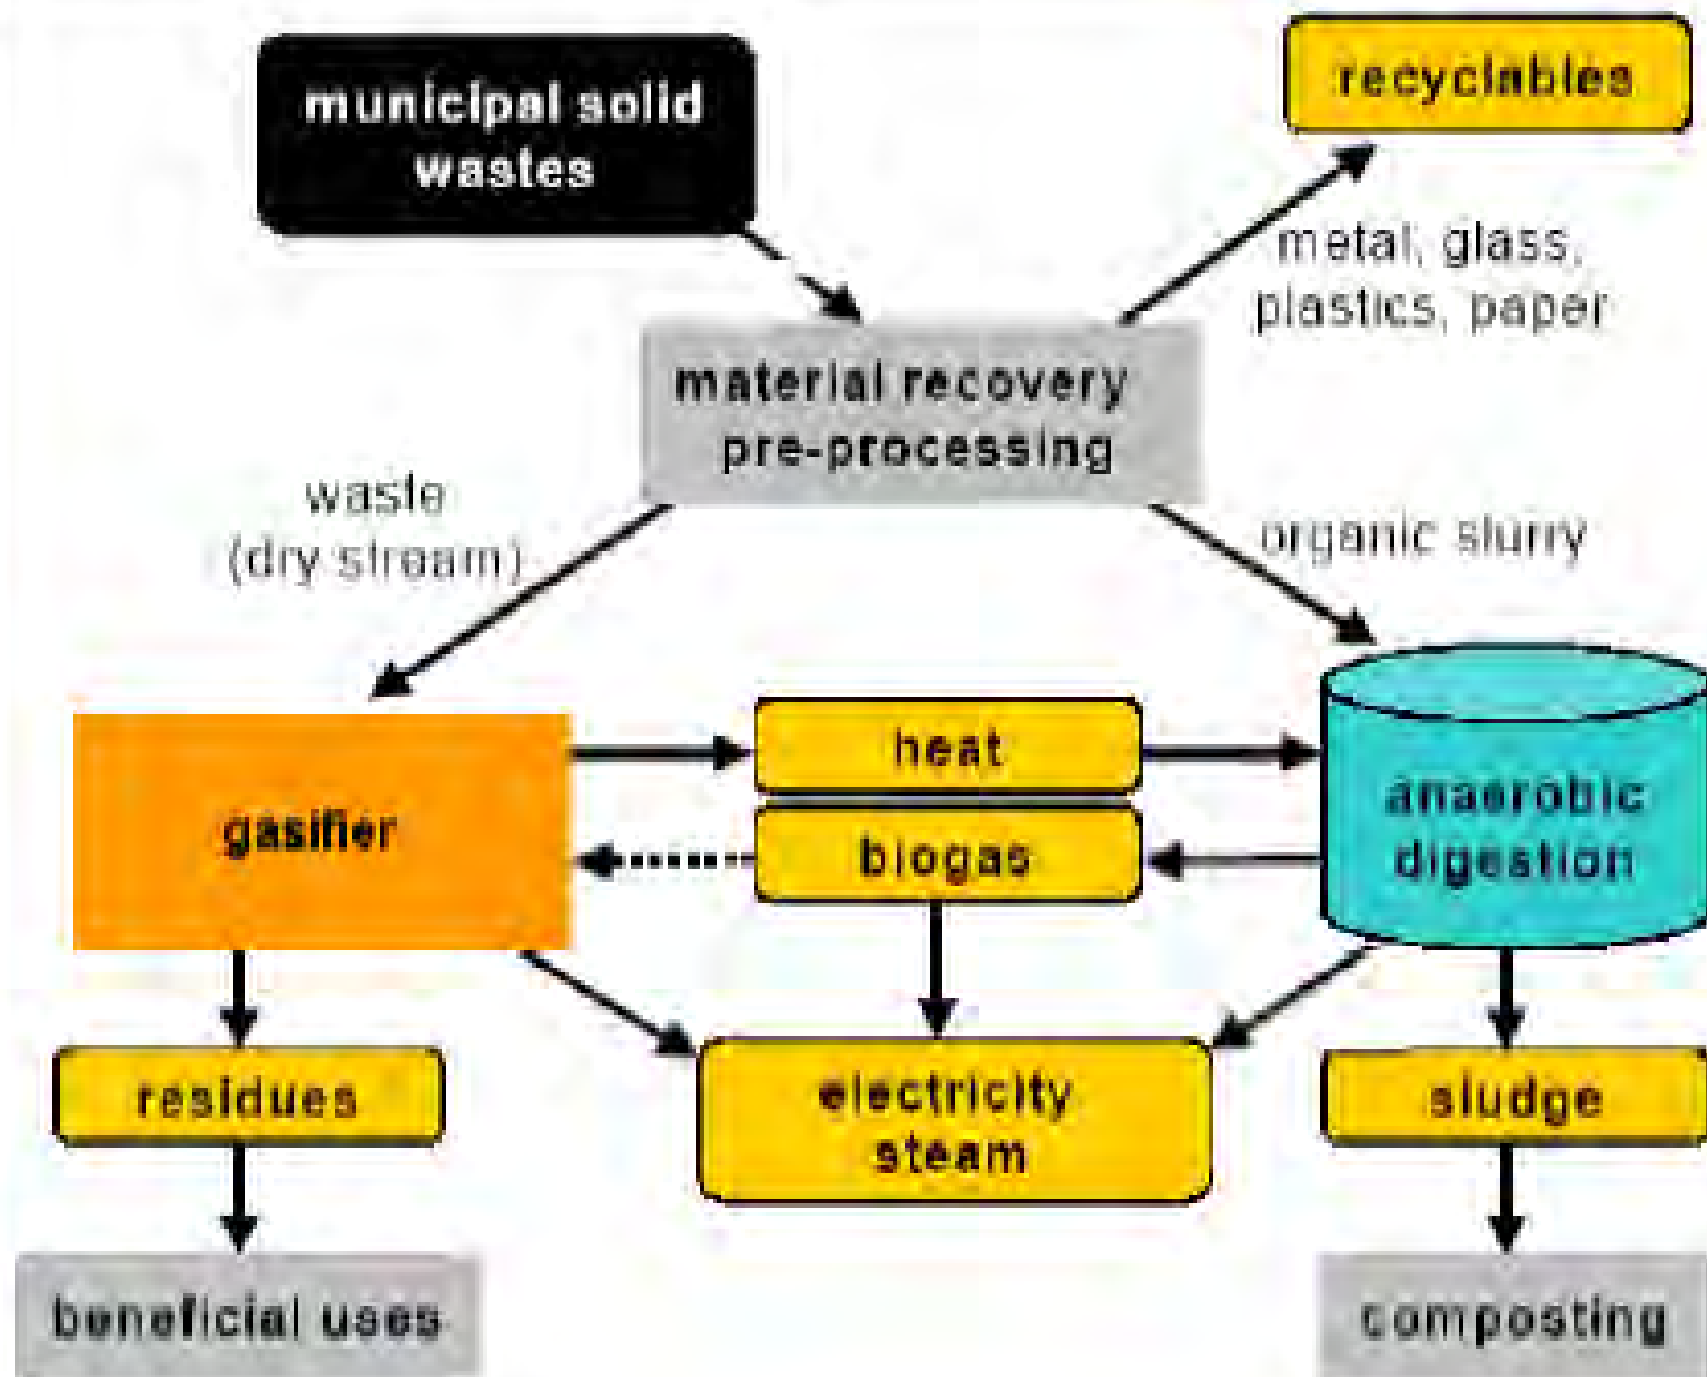 municipal solid
wastes
recyclables
metal, glass,
plastics, paper
material recovery
pre-processing
waste
(dry stream)
organic slurry
heat
gasifier
biogas
anaerobic
digestion
residues
electricity
steam
sludge
beneficial uses
composting